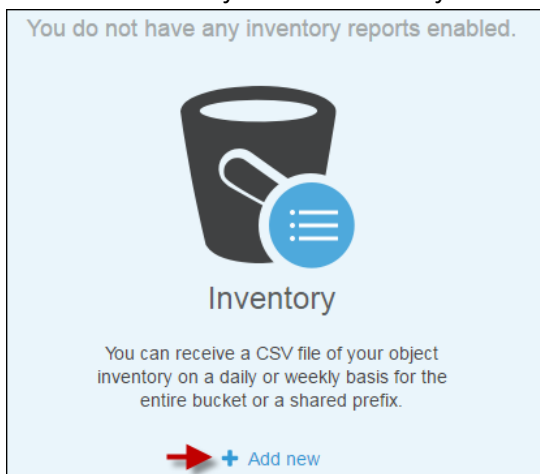 You do not have any inventory reports enabled.
Inventory
You can receive a CSV file of your object
inventory on a daily or weekly basis for the
entire bucket or a shared prefix.
+ Add new